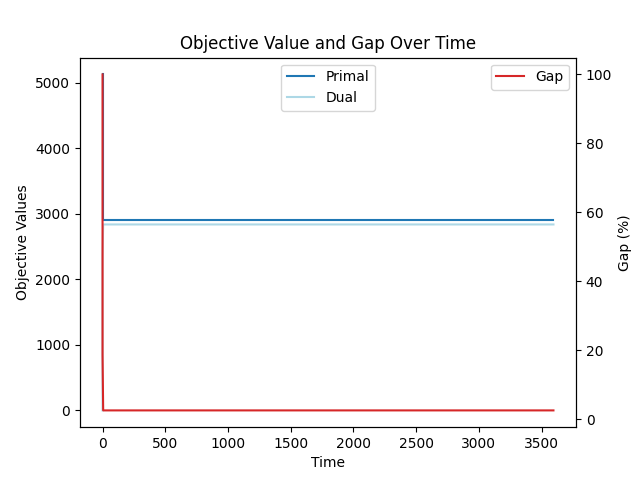 Objective Value and Gap Over Time
Primal
Dual
Gap
Objective Values
5000
4000
3000
2000
1000
0
Gap (%)
100
80
60
40
20
0
0 500 1000 1500 2000 2500 3000 3500
Time